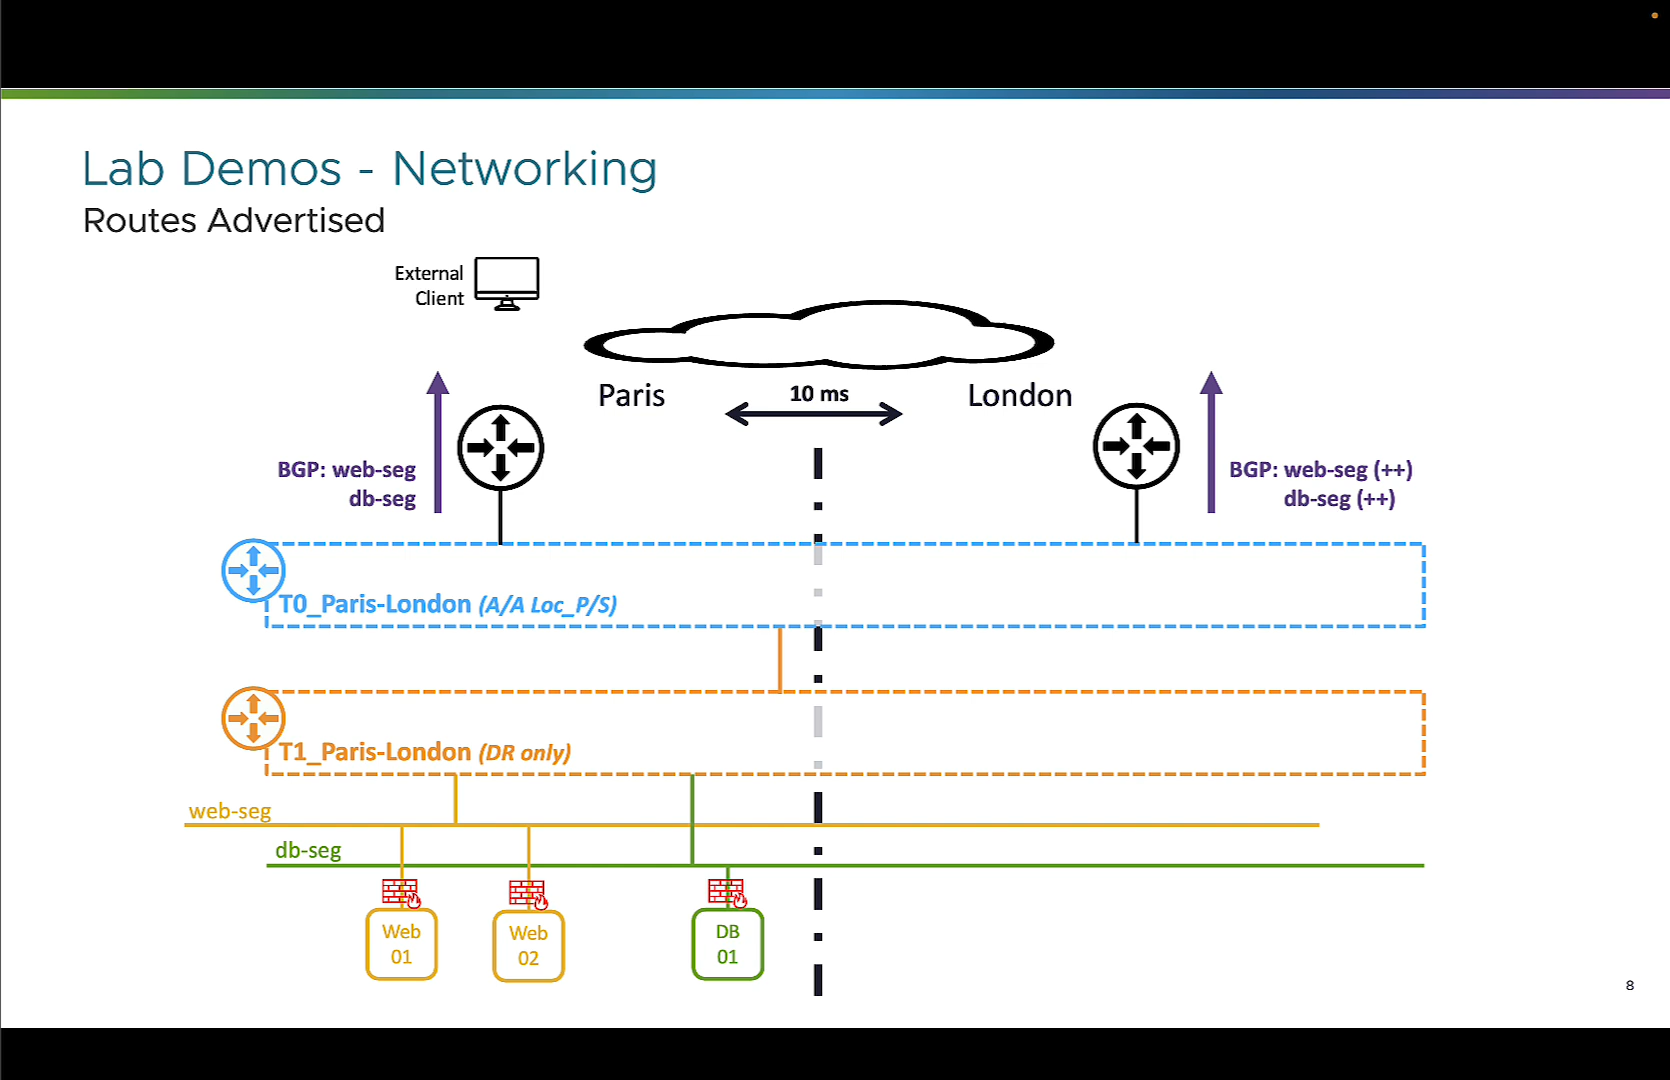 Lab Demos - Networking
Routes Advertised
External
Client
Paris
10 ms
London
BGP: web-seg
db-seg
BGP: web-seg (++)
db-seg (++)
T0_Paris-London (A/A Loc_P/S)
T1_Paris-London (DR only)
web-seg
db-seg
Web
01
Web
02
DB
01
8